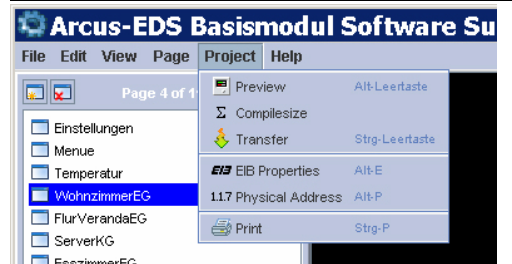 Arcus-EDS Basismodul Software Su
File Edit View Page Project Help
Page 4 of 1
Preview Alt-Leertaste
Σ Compilesize
Transfer Strg-Leertaste
EIB EIB Properties Alt-E
1.1.7 Physical Address Alt-P
Print Strg-P
Einstellungen
Menue
Temperatur
WohnzimmerEG
FlurVerandaEG
ServerKG
EsszimmerEG